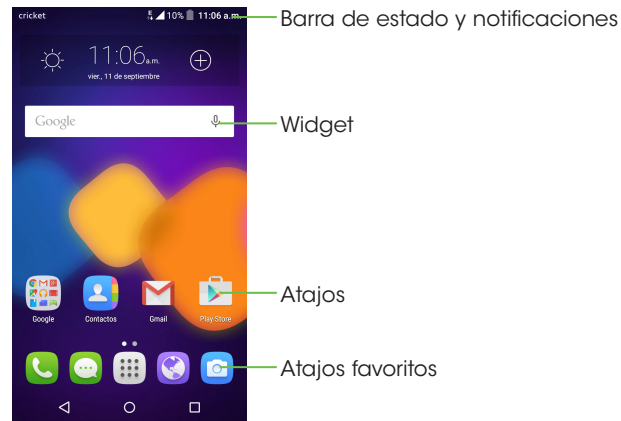 cricket 10% 11:06 a.m.
Barra de estado y notificaciones
11:06 a.m.
vier., 11 de septiembre
Google
Widget
Atajos
Google Contactos Gmail Play Store
Atajos favoritos